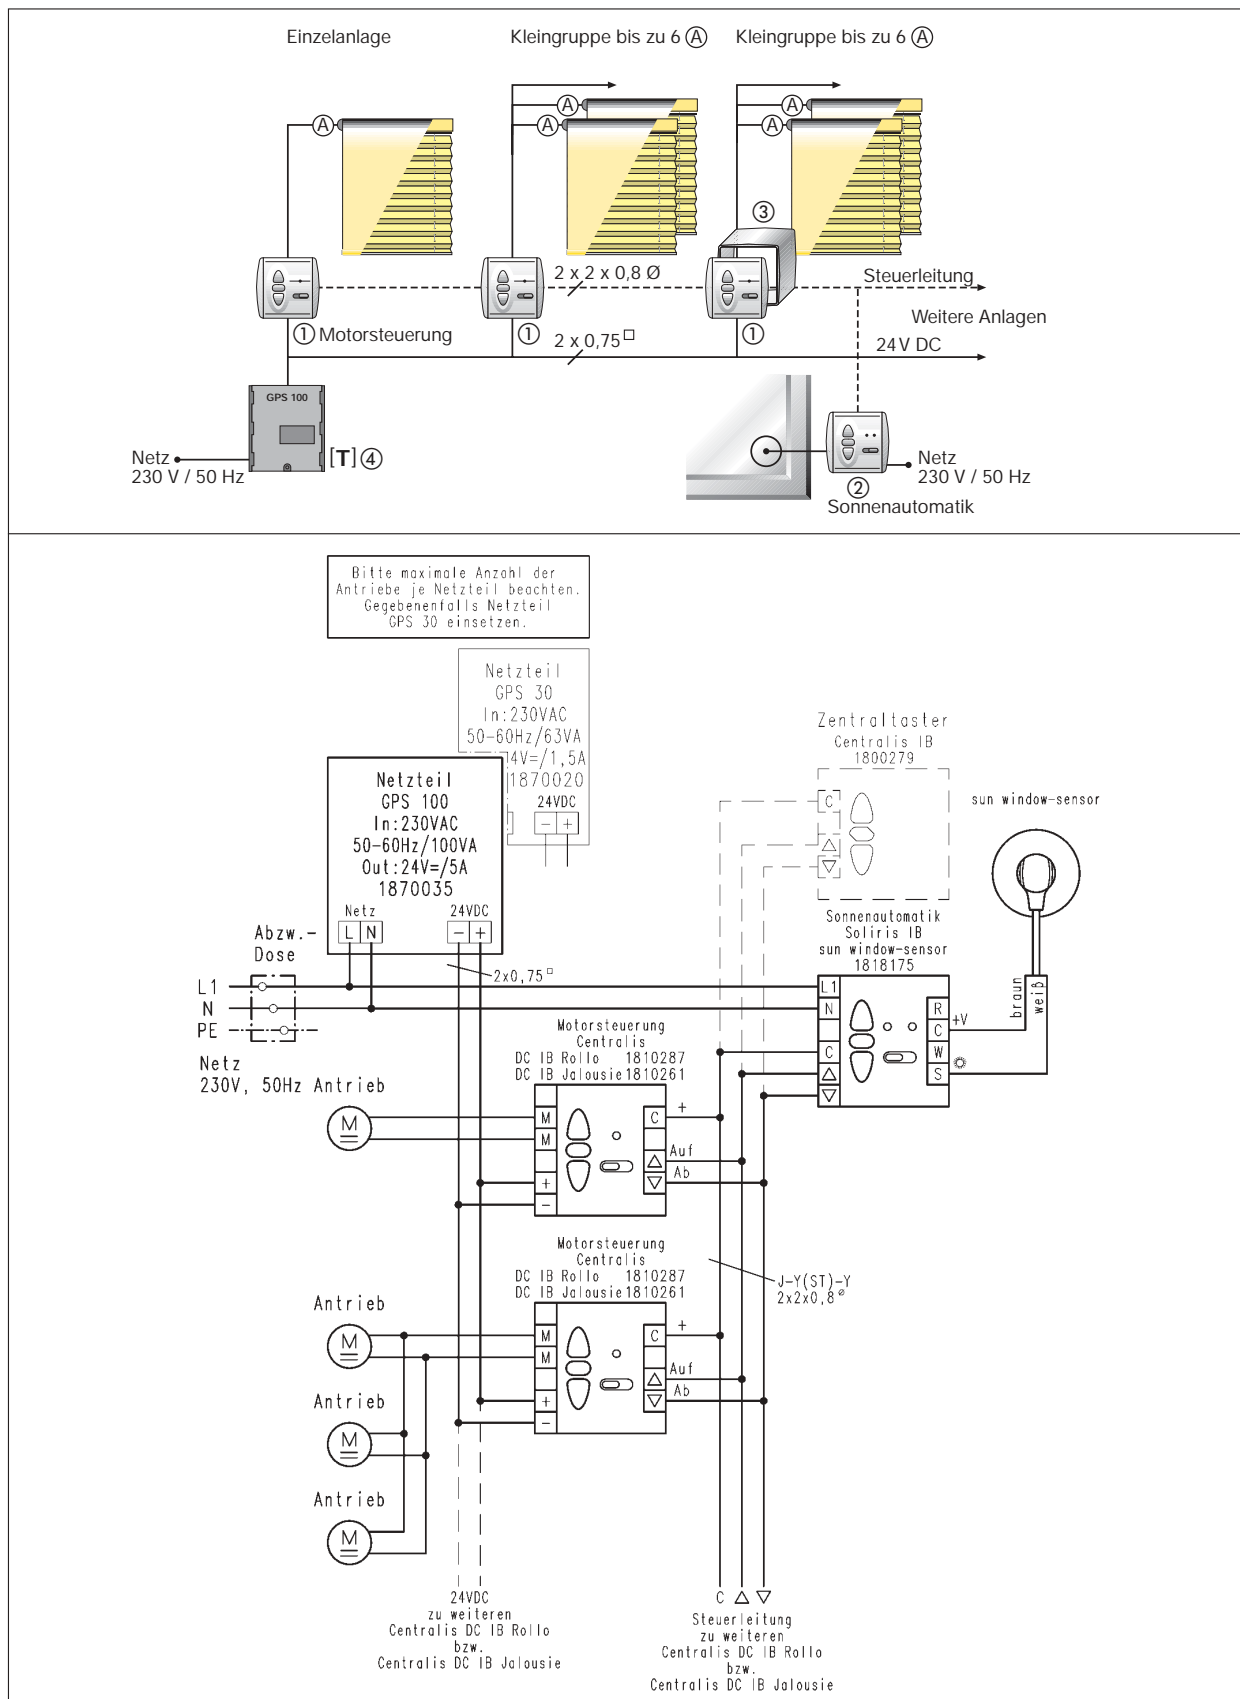 Einzelanlage
Kleingruppe bis zu 6 Ⓐ
Kleingruppe bis zu 6 Ⓐ
A
A
A
A
A
③
2 x 2 x 0,8 Ø
Steuerleitung
① Motorsteuerung
①
①
2 x 0,75 □
Weitere Anlagen
24V DC
GPS 100
[T] ④
Netz
230 V / 50 Hz
Netz
230 V / 50 Hz
②
Sonnenautomatik
Bitte maximale Anzahl der
Antriebe je Netzteil beachten.
Gegebenenfalls Netzteil
GPS 30 einsetzen.
Netzteil
GPS 30
In:230VAC
50-60Hz/63VA
4V=/1,5A
1870020
24VDC
- +
Netzteil
GPS 100
In:230VAC
50-60Hz/100VA
Out:24V=/5A
1870035
Netz
24VDC
L N
- +
Zentraltaster
Centralis IB
1800279
C
△
▽
sun window-sensor
Sonnenautomatik
Soliris IB
sun window-sensor
1818175
L1
N
C
△
▽
R
C
W
S
+V
braun
weiß
Abzw.-
Dose
2x0,75 □
L1
N
PE
Netz
230V, 50Hz
Antrieb
M
Motorsteuerung
Centralis
DC IB Rollo 1810287
DC IB Jalousie 1810261
M
M
+
-
C
△
▽
+
Auf
Ab
Motorsteuerung
Centralis
DC IB Rollo 1810287
DC IB Jalousie 1810261
M
M
+
-
C
△
▽
+
Auf
Ab
J-Y(ST)-Y
2x2x0,8 ø
Antrieb
M
Antrieb
M
Antrieb
M
24VDC
zu weiteren
Centralis DC IB Rollo
bzw.
Centralis DC IB Jalousie
C △ ▽
Steuerleitung
zu weiteren
Centralis DC IB Rollo
bzw.
Centralis DC IB Jalousie